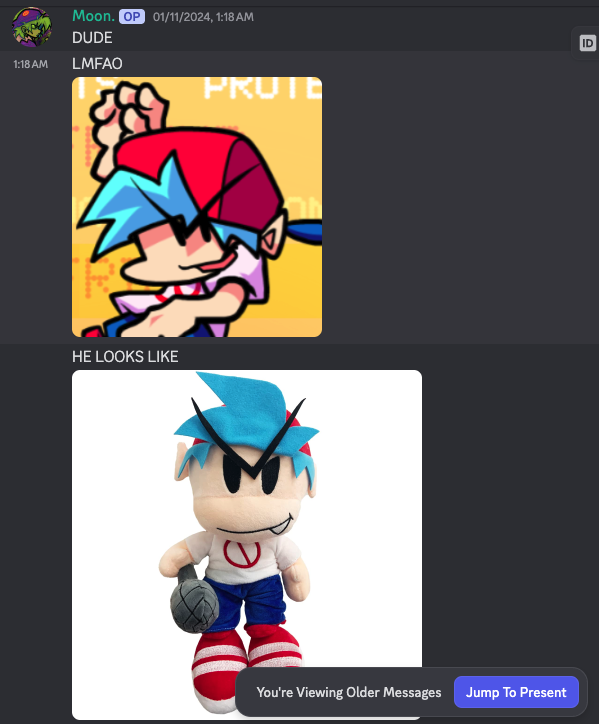 Moon. OP 01/11/2024, 1:18 AM
DUDE
ID
1:18 AM LMFAO
PROTE
HE LOOKS LIKE
You're Viewing Older Messages Jump To Present